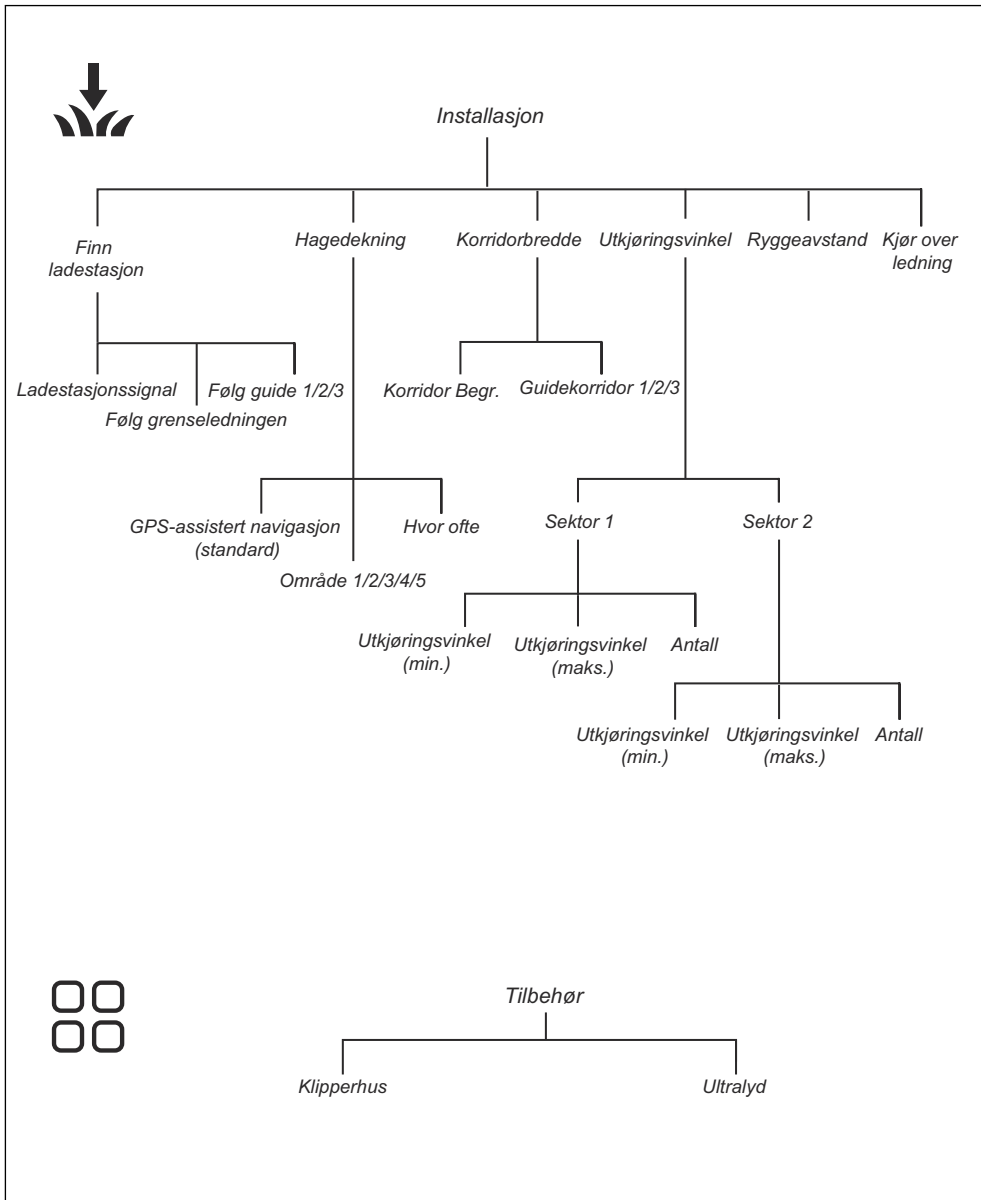 Installasjon
Finn
ladestasjon
Hagedekning
Korridorbredde
Utkjøringsvinkel
Ryggeavstand
Kjør over
ledning
Ladestasjonssignal
Følg grenseledningen
Følg guide 1/2/3
Korridor Begr.
Guidekorridor 1/2/3
GPS-assistert navigasjon
(standard)
Område 1/2/3/4/5
Hvor ofte
Sektor 1
Sektor 2
Utkjøringsvinkel
(min.)
Utkjøringsvinkel
(maks.)
Antall
Utkjøringsvinkel
(min.)
Utkjøringsvinkel
(maks.)
Antall
Tilbehør
Klipperhus
Ultralyd